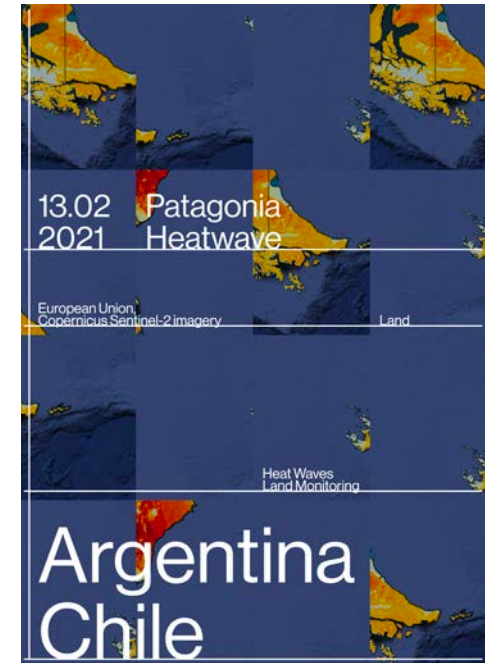 13.02 Patagonia
2021 Heatwave
European Union,
Copernicus Sentinel-2 imagery
Land
Heat Waves
Land Monitoring
Argentina
Chile